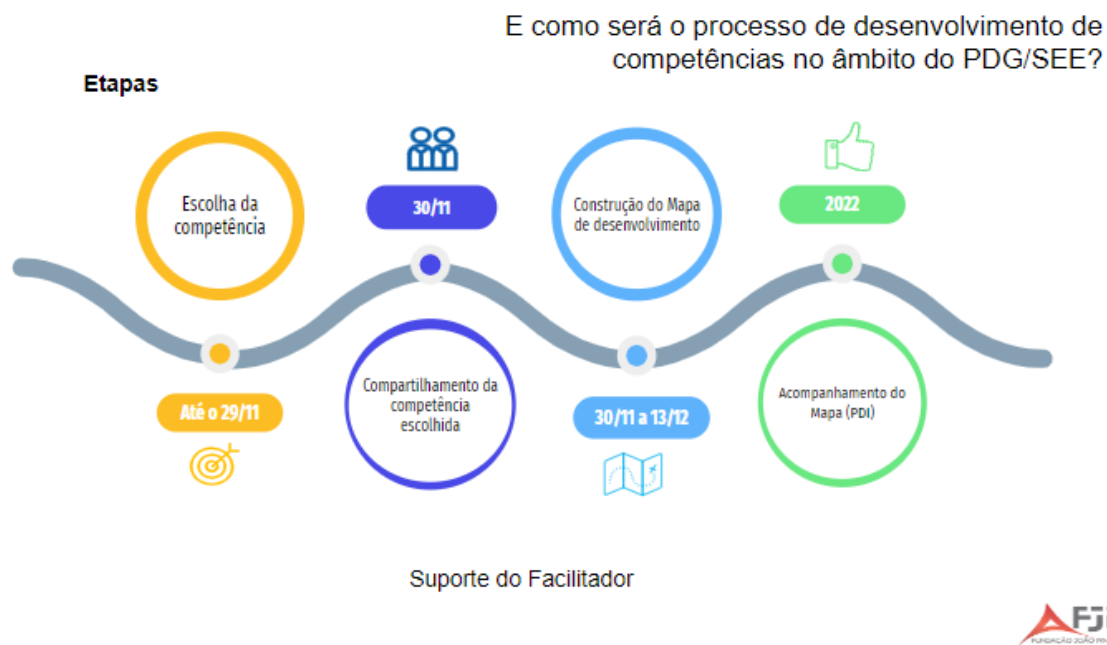 E como será o processo de desenvolvimento de
competências no âmbito do PDG/SEE?
Etapas
Escolha da
competência
Até o 29/11
30/11
Compartilhamento da
competência
escolhida
Construção do Mapa
de desenvolvimento
30/11 a 13/12
2022
Acompanhamento do
Mapa (PDI)
Suporte do Facilitador
FJ
FUNDAÇÃO JOÃO